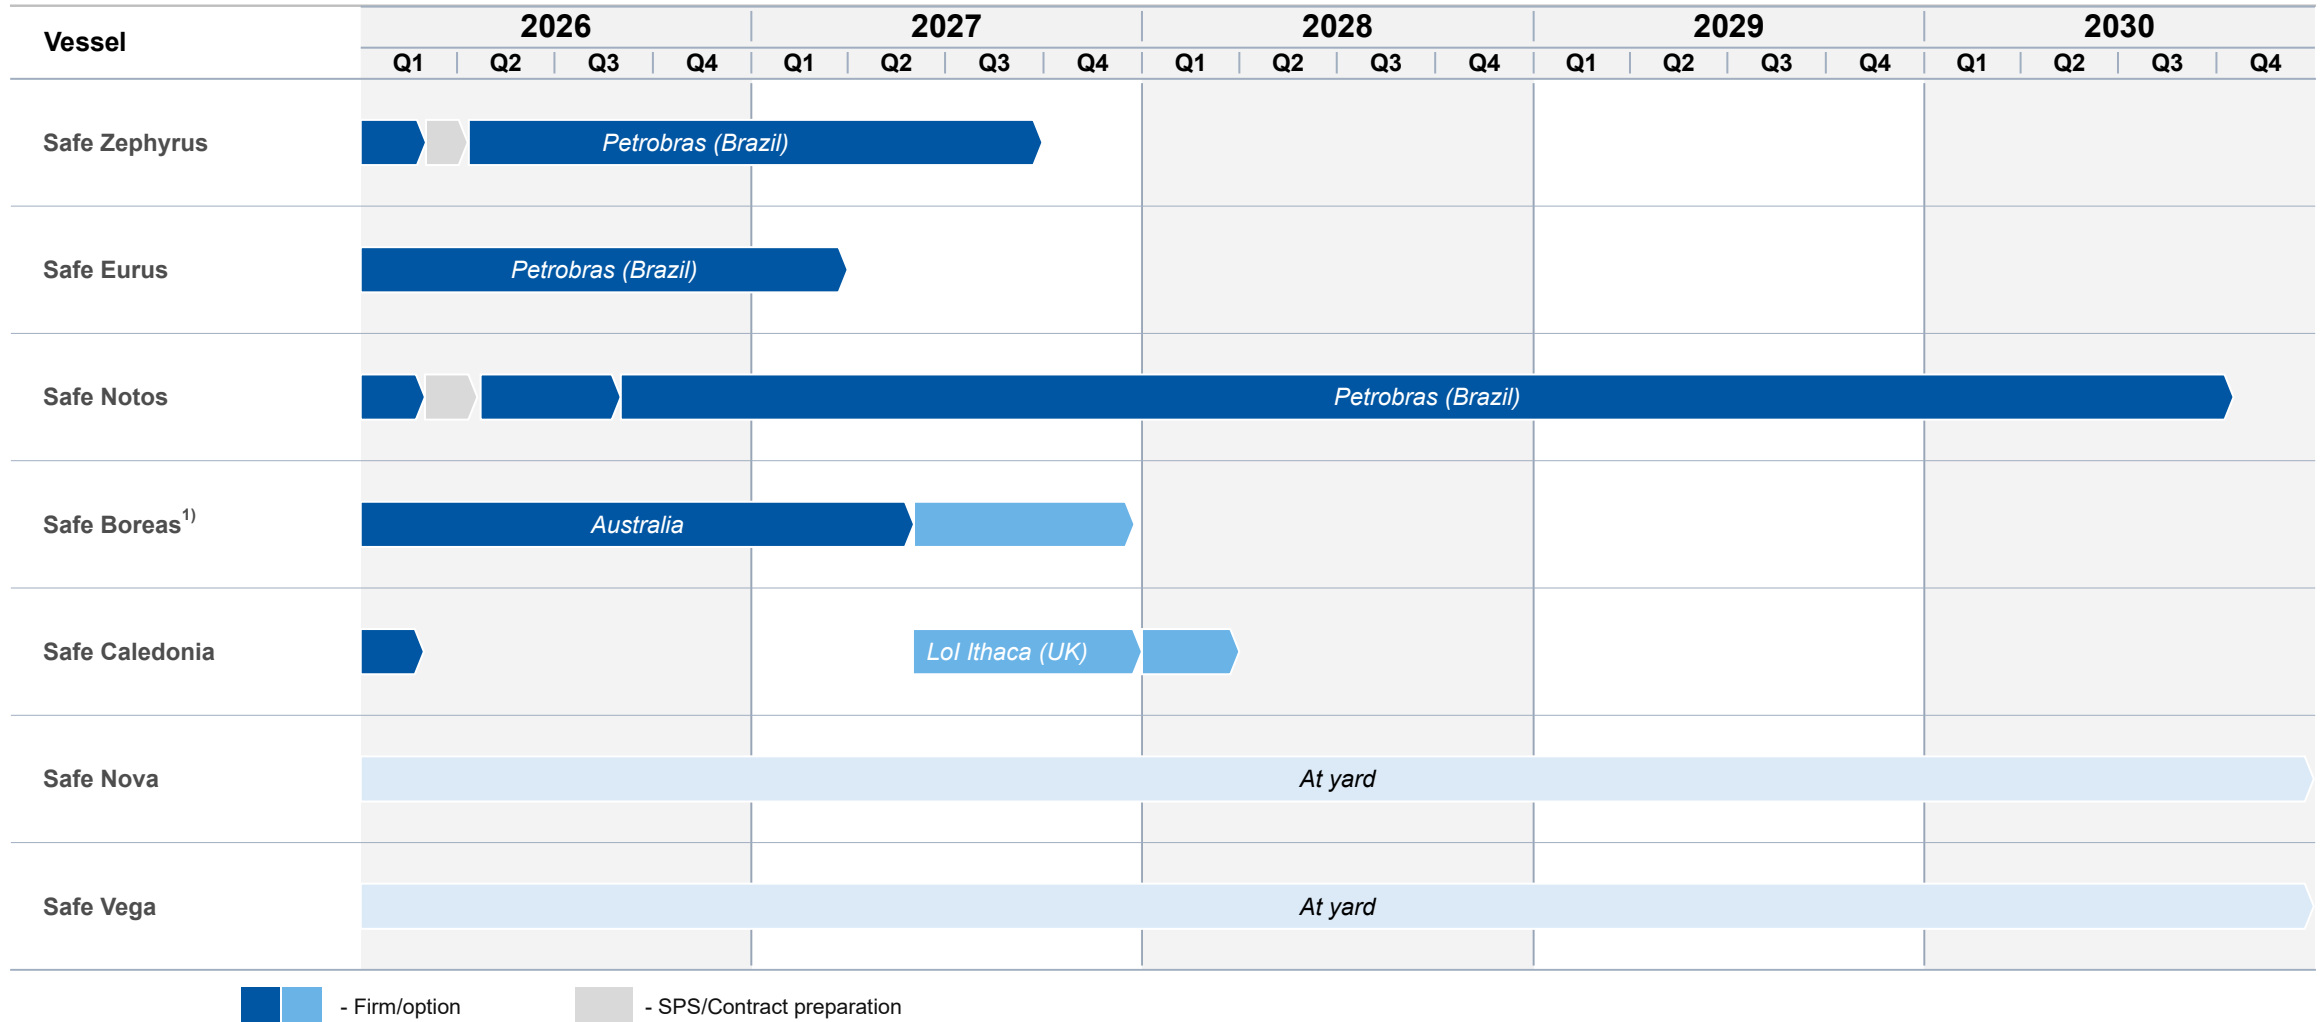 Vessel
2026 2027 2028 2029 2030
Q1 Q2 Q3 Q4 Q1 Q2 Q3 Q4 Q1 Q2 Q3 Q4 Q1 Q2 Q3 Q4 Q1 Q2 Q3 Q4
Safe Zephyrus Petrobras (Brazil)
Safe Eurus Petrobras (Brazil)
Safe Notos Petrobras (Brazil)
Safe Boreas1) Australia
Safe Caledonia LoI Ithaca (UK)
Safe Nova At yard
Safe Vega At yard
- Firm/option - SPS/Contract preparation